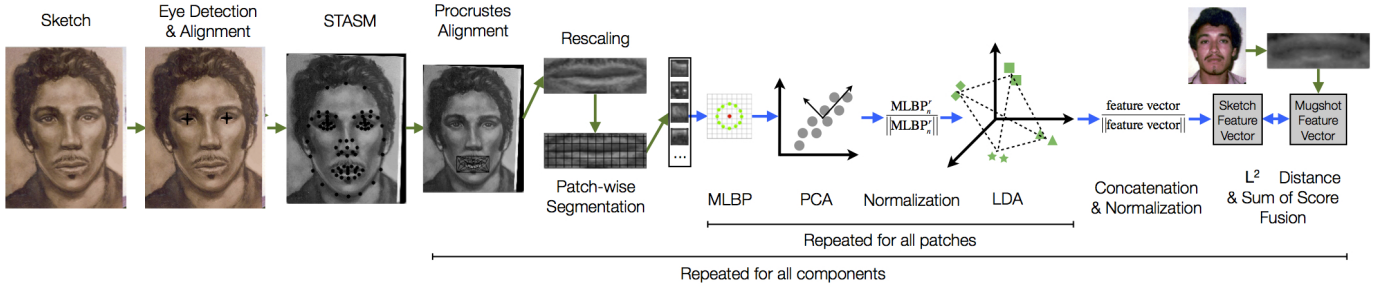 Sketch
Eye Detection
& Alignment
STASM
Procrustes
Alignment
Rescaling
Patch-wise
Segmentation
...
MLBP
PCA
MLBPʳₙ
||MLBPʳₙ||
Normalization
LDA
feature vector
||feature vector||
Concatenation
& Normalization
Sketch
Feature
Vector
Mugshot
Feature
Vector
L² Distance
& Sum of Score
Fusion
Repeated for all patches
Repeated for all components